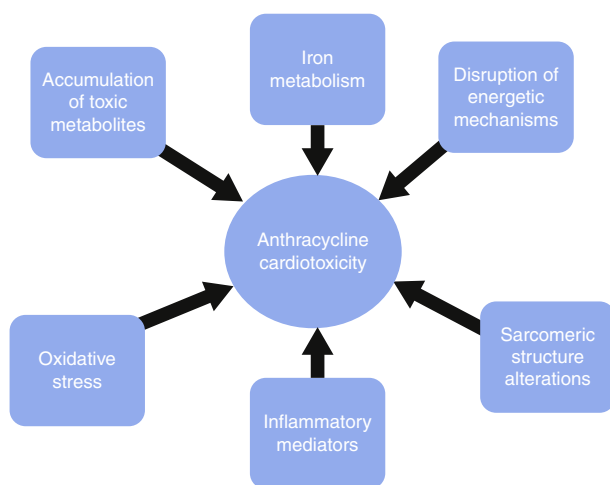 Accumulation
of toxic
metabolites
Iron
metabolism
Disruption of
energetic
mechanisms
Anthracycline
cardiotoxicity
Oxidative
stress
Inflammatory
mediators
Sarcomeric
structure
alterations